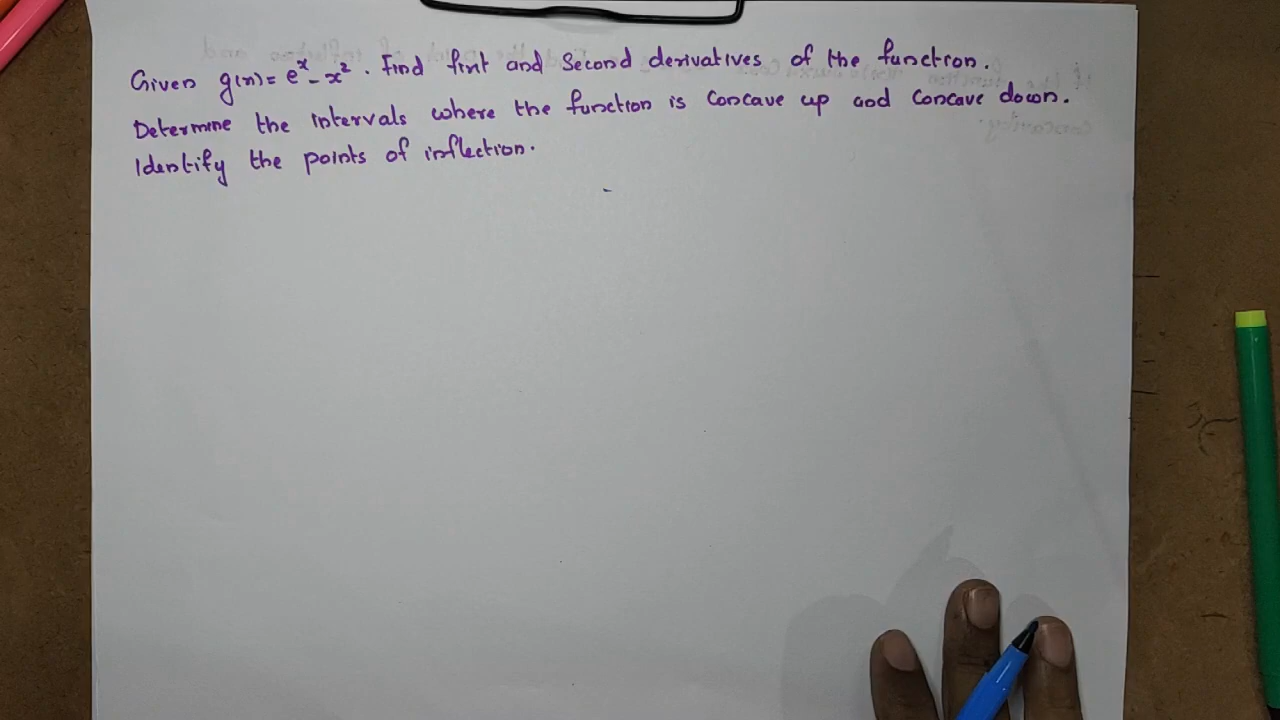 Given g(x) = e^x - x². Find first and second derivatives of the function.
Determine the intervals where the function is concave up and concave down.
Identify the points of inflection.